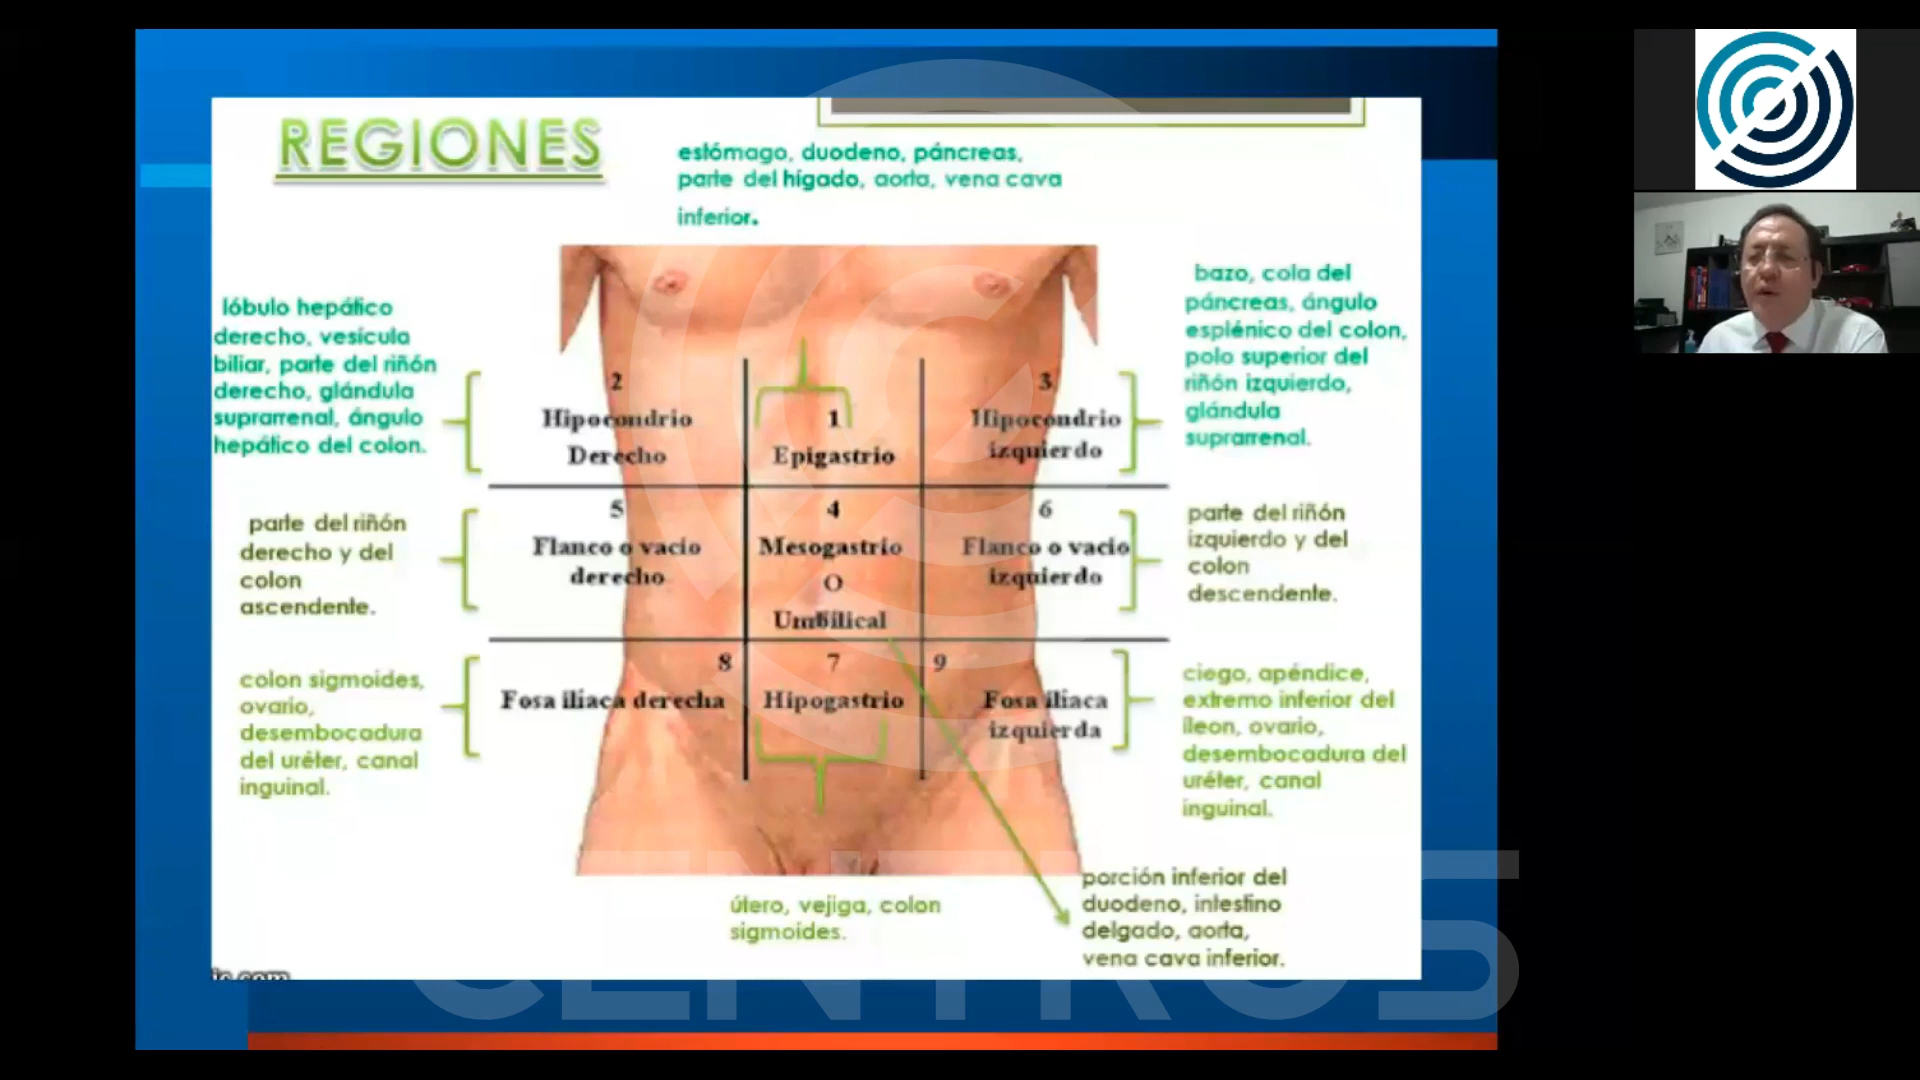 REGIONES
estómago, duodeno, páncreas,
parte del hígado, aorta, vena cava
inferior.
lóbulo hepático
derecho, vesícula
biliar, parte del riñón
derecho, glándula
suprarrenal, ángulo
hepático del colon.
2
Hipocondrio
Derecho
1
Epigastrio
3
Hipocondrio
izquierdo
bazo, cola del
páncreas, ángulo
esplénico del colon,
polo superior del
riñón izquierdo,
glándula
suprarrenal.
parte del riñón
derecho y del
colon
ascendente.
5
Flanco o vacio
derecho
4
Mesogastrio
O
Umbilical
6
Flanco o vacio
izquierdo
parte del riñón
izquierdo y del
colon
descendente.
colon sigmoides,
ovario,
desembocadura
del uréter, canal
inguinal.
8
Fosa iliaca derecha
7
Hipogastrio
9
Fosa iliaca
izquierda
ciego, apéndice,
extremo inferior del
íleon, ovario,
desembocadura del
uréter, canal
inguinal.
útero, vejiga, colon
sigmoides.
porción inferior del
duodeno, intestino
delgado, aorta,
vena cava inferior.
CENTROS